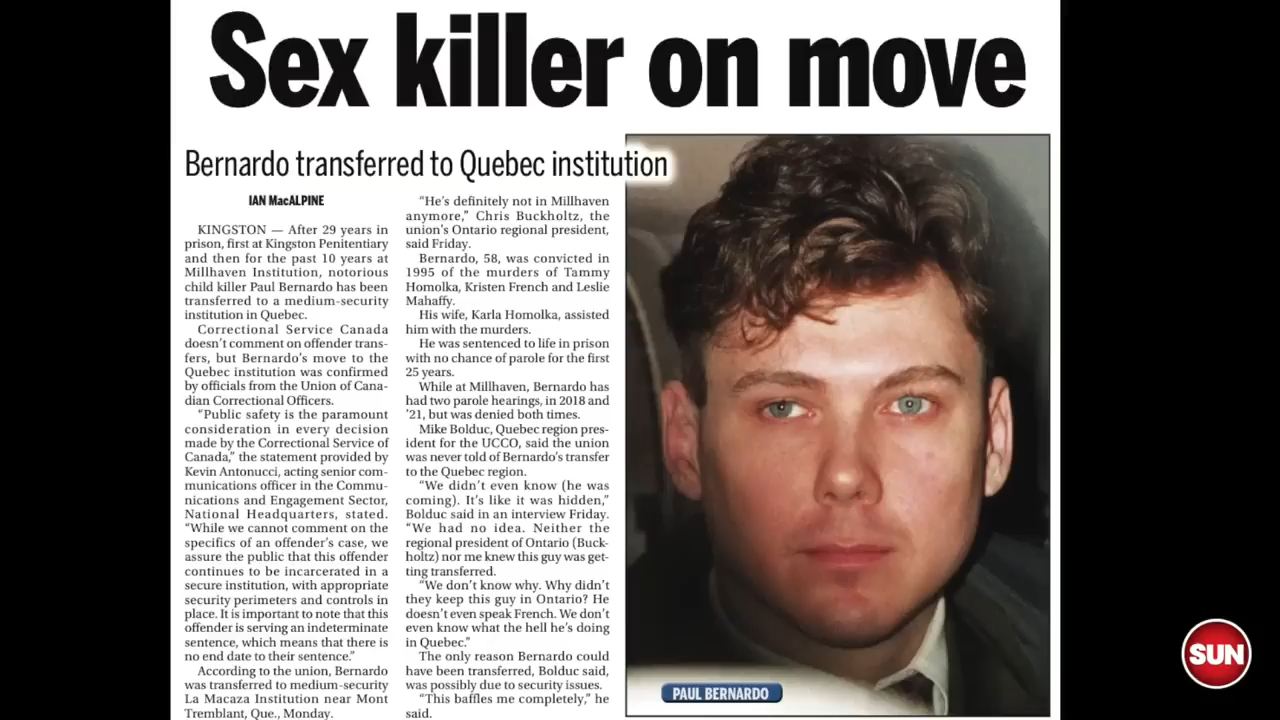 Sex killer on move
Bernardo transferred to Quebec institution
IAN MacALPINE
KINGSTON — After 29 years in
prison, first at Kingston Penitentiary
and then for the past 10 years at
Millhaven Institution, notorious
child killer Paul Bernardo has been
transferred to a medium-security
institution in Quebec.
Correctional Service Canada
doesn't comment on offender trans-
fers, but Bernardo's move to the
Quebec institution was confirmed
by officials from the Union of Cana-
dian Correctional Officers.
“Public safety is the paramount
consideration in every decision
made by the Correctional Service of
Canada,” the statement provided by
Kevin Antonucci, acting senior com-
munications officer in the Commu-
nications and Engagement Sector,
National Headquarters, stated.
“While we cannot comment on the
specifics of an offender's case, we
assure the public that this offender
continues to be incarcerated in a
secure institution, with appropriate
security perimeters and controls in
place. It is important to note that this
offender is serving an indeterminate
sentence, which means that there is
no end date to their sentence.”
According to the union, Bernardo
was transferred to medium-security
La Macaza Institution near Mont
Tremblant, Que., Monday.
“He's definitely not in Millhaven
anymore,” Chris Buckholtz, the
union's Ontario regional president,
said Friday.
Bernardo, 58, was convicted in
1995 of the murders of Tammy
Homolka, Kristen French and Leslie
Mahaffy.
His wife, Karla Homolka, assisted
him with the murders.
He was sentenced to life in prison
with no chance of parole for the first
25 years.
While at Millhaven, Bernardo has
had two parole hearings, in 2018 and
'21, but was denied both times.
Mike Bolduc, Quebec region pres-
ident for the UCCO, said the union
was never told of Bernardo's transfer
to the Quebec region.
“We didn't even know (he was
coming). It's like it was hidden,”
Bolduc said in an interview Friday.
“We had no idea. Neither the
regional president of Ontario (Buck-
holtz) nor me knew this guy was get-
ting transferred.
“We don't know why. Why didn't
they keep this guy in Ontario? He
doesn't even speak French. We don't
even know what the hell he's doing
in Quebec.”
The only reason Bernardo could
have been transferred, Bolduc said,
was possibly due to security issues.
“This baffles me completely,” he
said.
PAUL BERNARDO
SUN